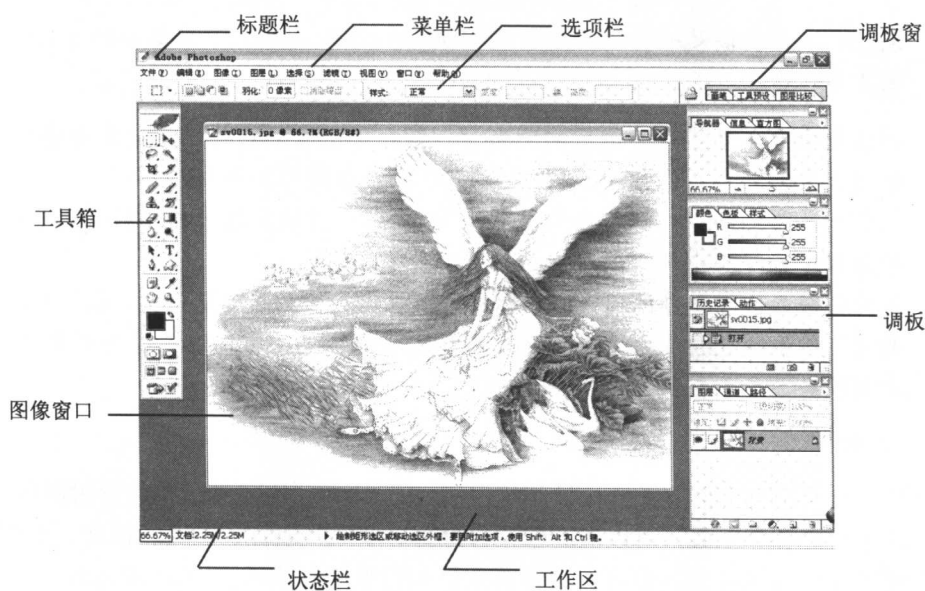 标题栏
菜单栏
选项栏
调板窗
Adobe Photoshop
文件(F) 编辑(E) 图像(I) 图层(L) 选择(S) 滤镜(T) 视图(V) 窗口(W) 帮助(H)
羽化: 0 像素 消除锯齿 样式: 正常
画笔 工具预设 图层比较
sv0015.jpg @ 66.7% (RGB/8#)
导航器 信息 直方图
66.67%
颜色 色板 样式
R 255
G 255
B 255
工具箱
历史记录 动作
sv0015.jpg
打开
调板
图层 通道 路径
正常
背景
图像窗口
66.67% 文档:2.25M/2.25M 绘制矩形选区或移动选区外框。要用附加选项，使用 Shift、Alt 和 Ctrl 键。
状态栏
工作区